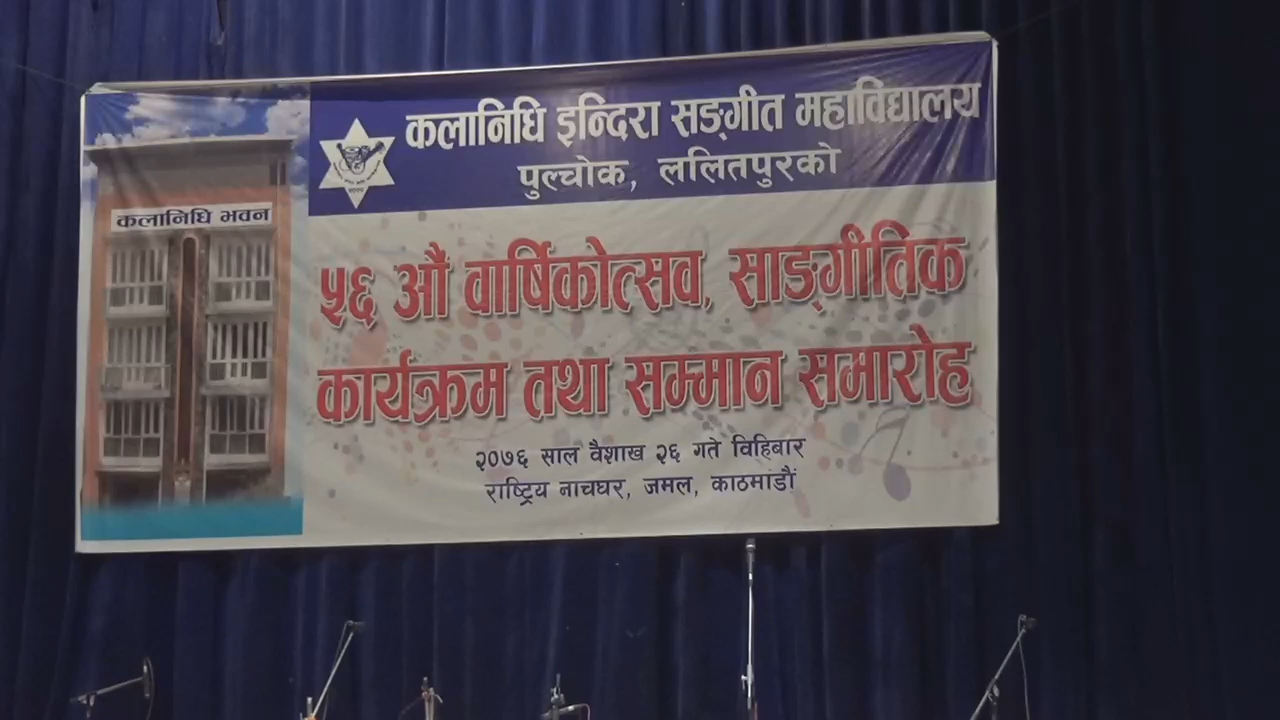 कलानिधि इन्दिरा सङ्गीत महाविद्यालय
पुल्चोक, ललितपुरको
कलानिधि भवन
५६ औं वार्षिकोत्सव, साङ्गीतिक
कार्यक्रम तथा सम्मान समारोह
२०७६ साल वैशाख २६ गते विहिबार
राष्ट्रिय नाचघर, जमल, काठमाडौं